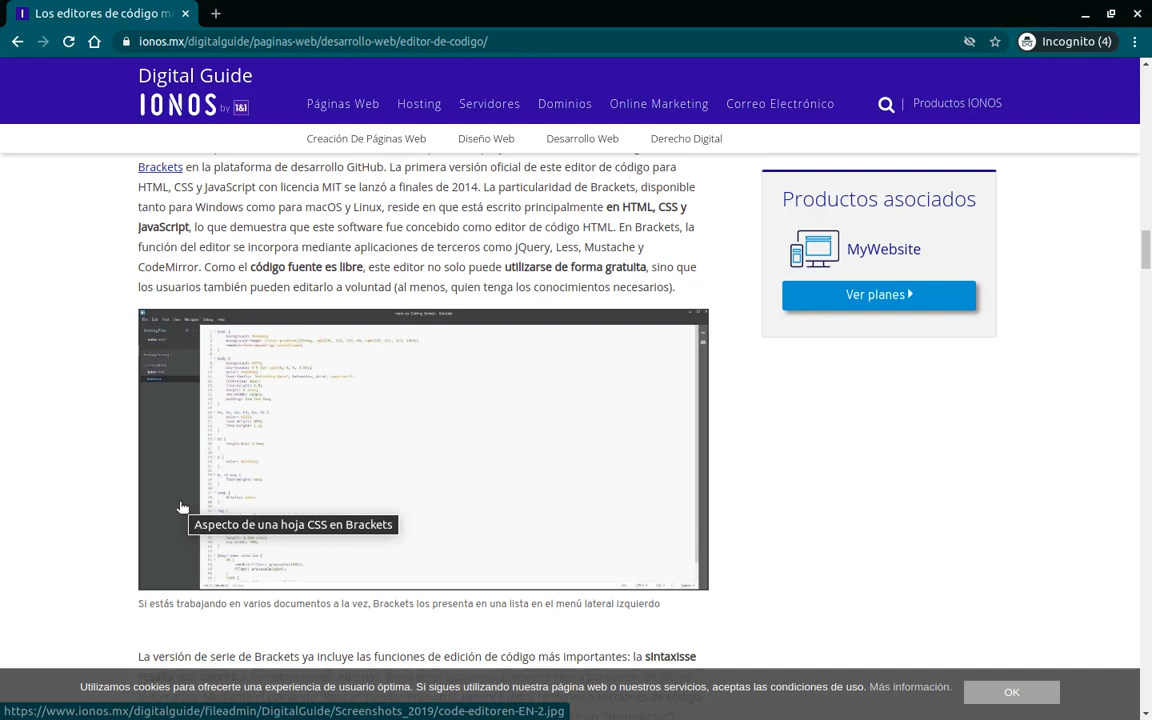 Los editores de código m
ionos.mx/digitalguide/paginas-web/desarrollo-web/editor-de-codigo/
Incognito (4)
Digital Guide
IONOS by 1&1
Páginas Web Hosting Servidores Dominios Online Marketing Correo Electrónico
Productos IONOS
Creación De Páginas Web Diseño Web Desarrollo Web Derecho Digital
Brackets en la plataforma de desarrollo GitHub. La primera versión oficial de este editor de código para
HTML, CSS y JavaScript con licencia MIT se lanzó a finales de 2014. La particularidad de Brackets, disponible
tanto para Windows como para macOS y Linux, reside en que está escrito principalmente en HTML, CSS y
JavaScript, lo que demuestra que este software fue concebido como editor de código HTML. En Brackets, la
función del editor se incorpora mediante aplicaciones de terceros como jQuery, Less, Mustache y
CodeMirror. Como el código fuente es libre, este editor no solo puede utilizarse de forma gratuita, sino que
los usuarios también pueden editarlo a voluntad (al menos, quien tenga los conocimientos necesarios).
Productos asociados
MyWebsite
Ver planes
Aspecto de una hoja CSS en Brackets
Si estás trabajando en varios documentos a la vez, Brackets los presenta en una lista en el menú lateral izquierdo
La versión de serie de Brackets ya incluye las funciones de edición de código más importantes: la sintaxisse
Utilizamos cookies para ofrecerte una experiencia de usuario óptima. Si sigues utilizando nuestra página web o nuestros servicios, aceptas las condiciones de uso. Más información.
OK
https://www.ionos.mx/digitalguide/fileadmin/DigitalGuide/Screenshots_2019/code-editoren-EN-2.jpg